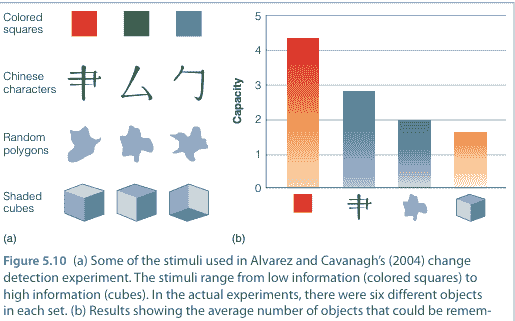 Colored
squares
Chinese
characters
Random
polygons
Shaded
cubes
(a)
Capacity
5
4
3
2
1
0
(b)
Figure 5.10 (a) Some of the stimuli used in Alvarez and Cavanagh's (2004) change
detection experiment. The stimuli range from low information (colored squares) to
high information (cubes). In the actual experiments, there were six different objects
in each set. (b) Results showing the average number of objects that could be remem-